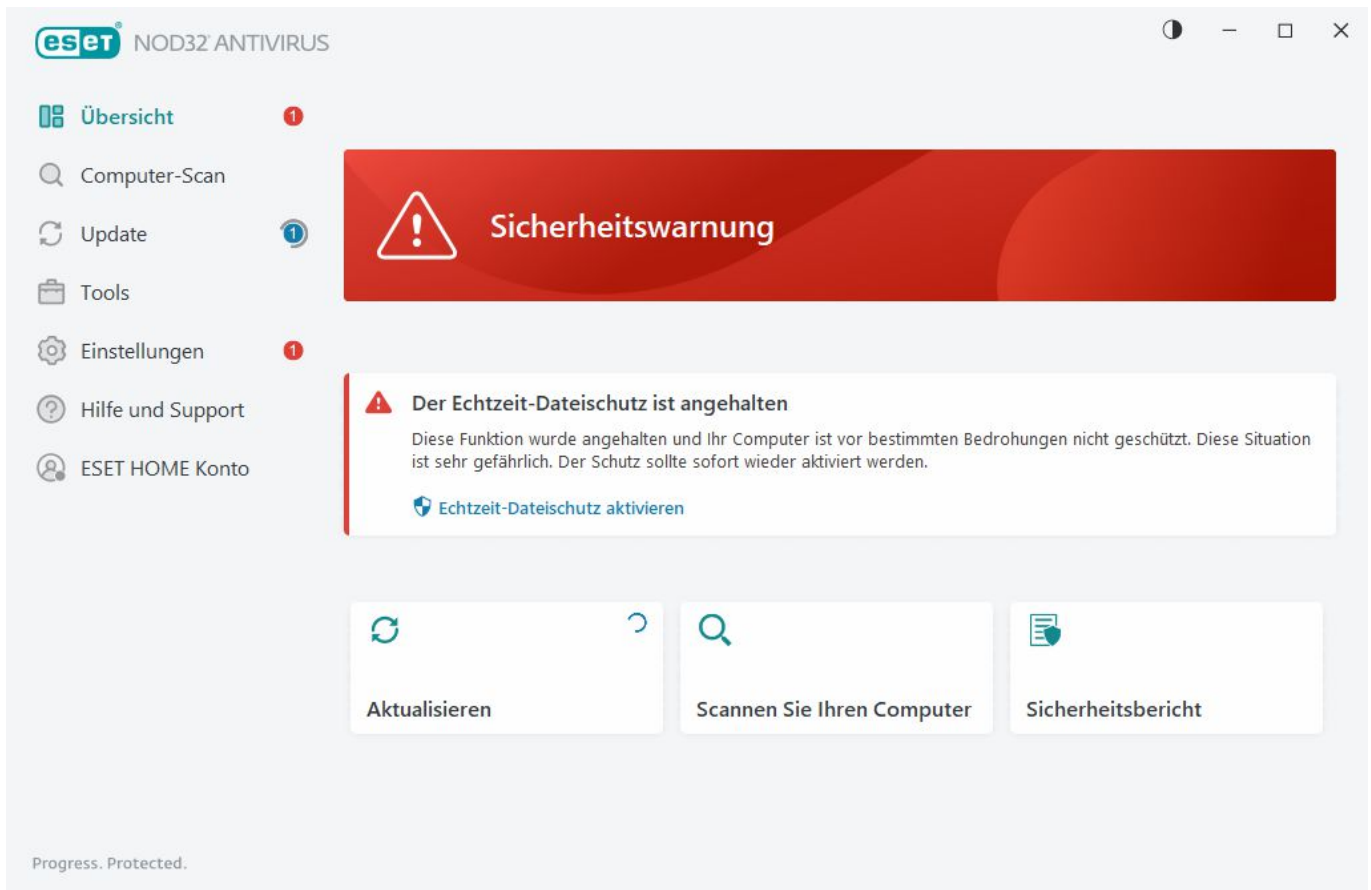 eset NOD32 ANTIVIRUS
Übersicht 1
Computer-Scan
Update 1
Tools
Einstellungen 1
Hilfe und Support
ESET HOME Konto
Sicherheitswarnung
Der Echtzeit-Dateischutz ist angehalten
Diese Funktion wurde angehalten und Ihr Computer ist vor bestimmten Bedrohungen nicht geschützt. Diese Situation
ist sehr gefährlich. Der Schutz sollte sofort wieder aktiviert werden.
Echtzeit-Dateischutz aktivieren
Aktualisieren
Scannen Sie Ihren Computer
Sicherheitsbericht
Progress. Protected.